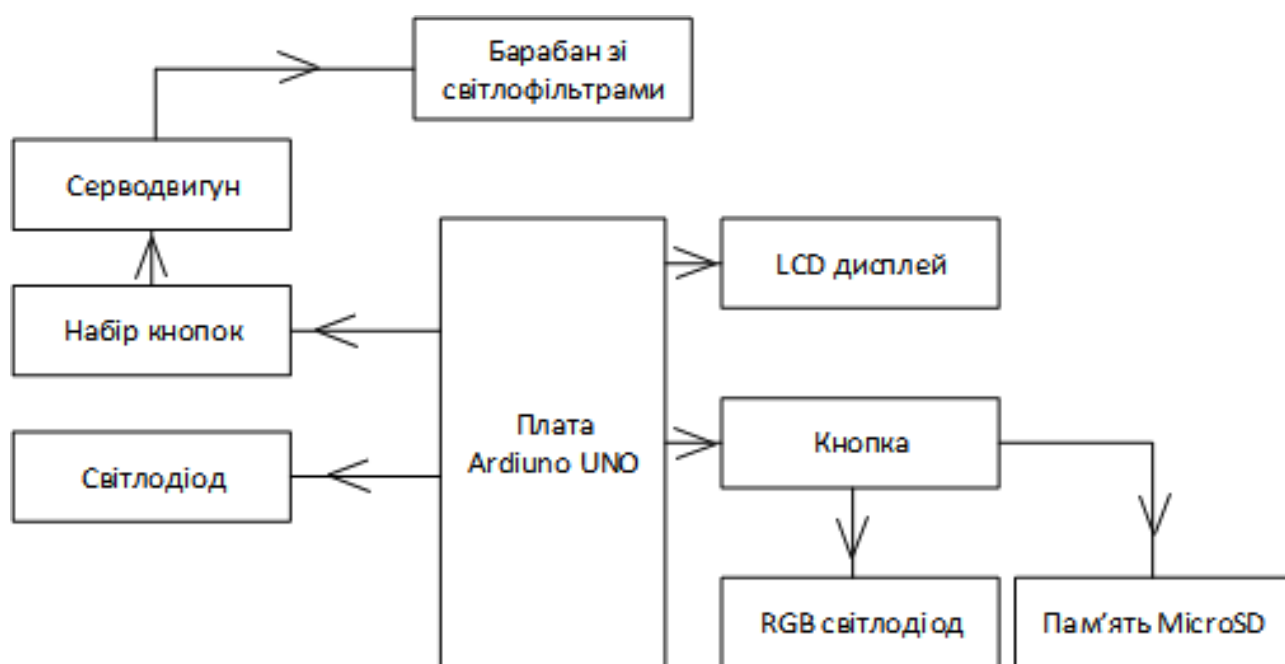 Барабан зі
світлофільтрами
Серводвигун
LCD дисплей
Набір кнопок
Плата
Ardiuno UNO
Кнопка
Світлодіод
RGB світлодіод
Пам’ять MicroSD